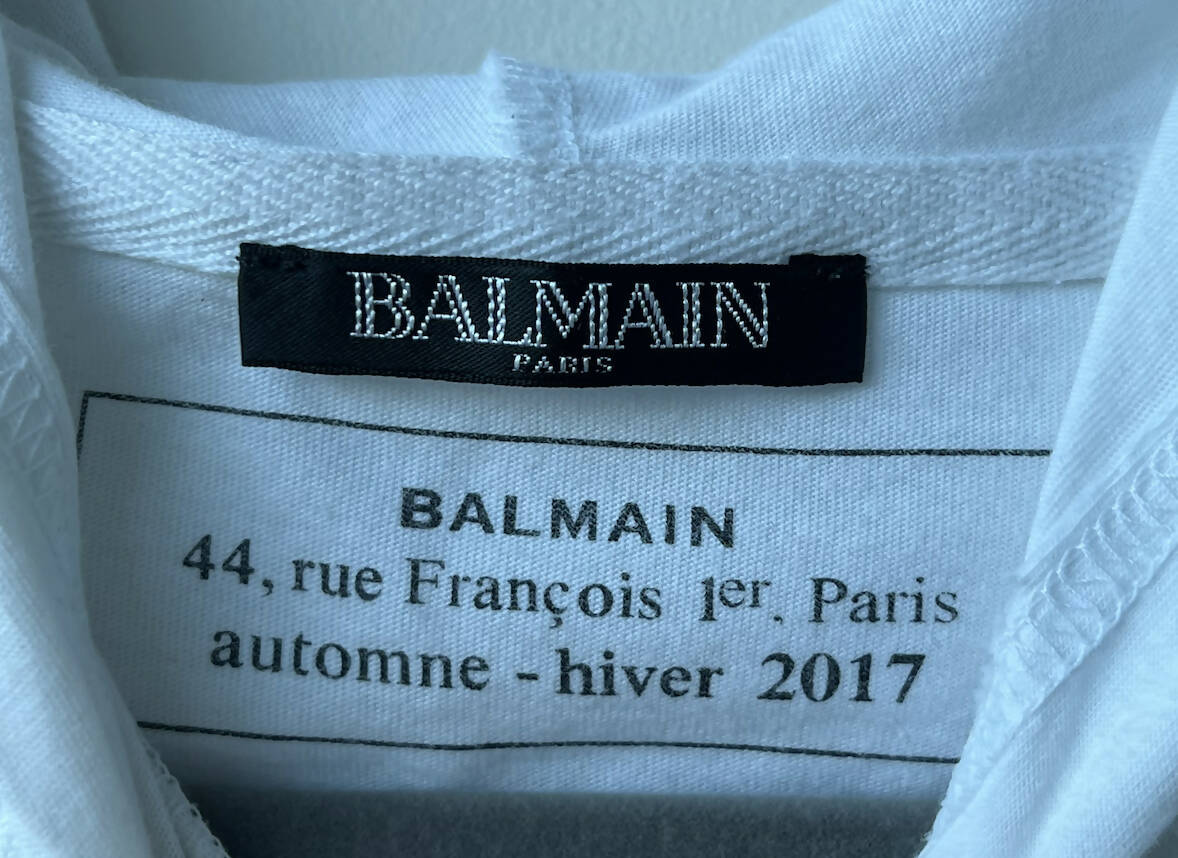 BALMAIN
PARIS
BALMAIN
44, rue François 1er. Paris
automne - hiver 2017